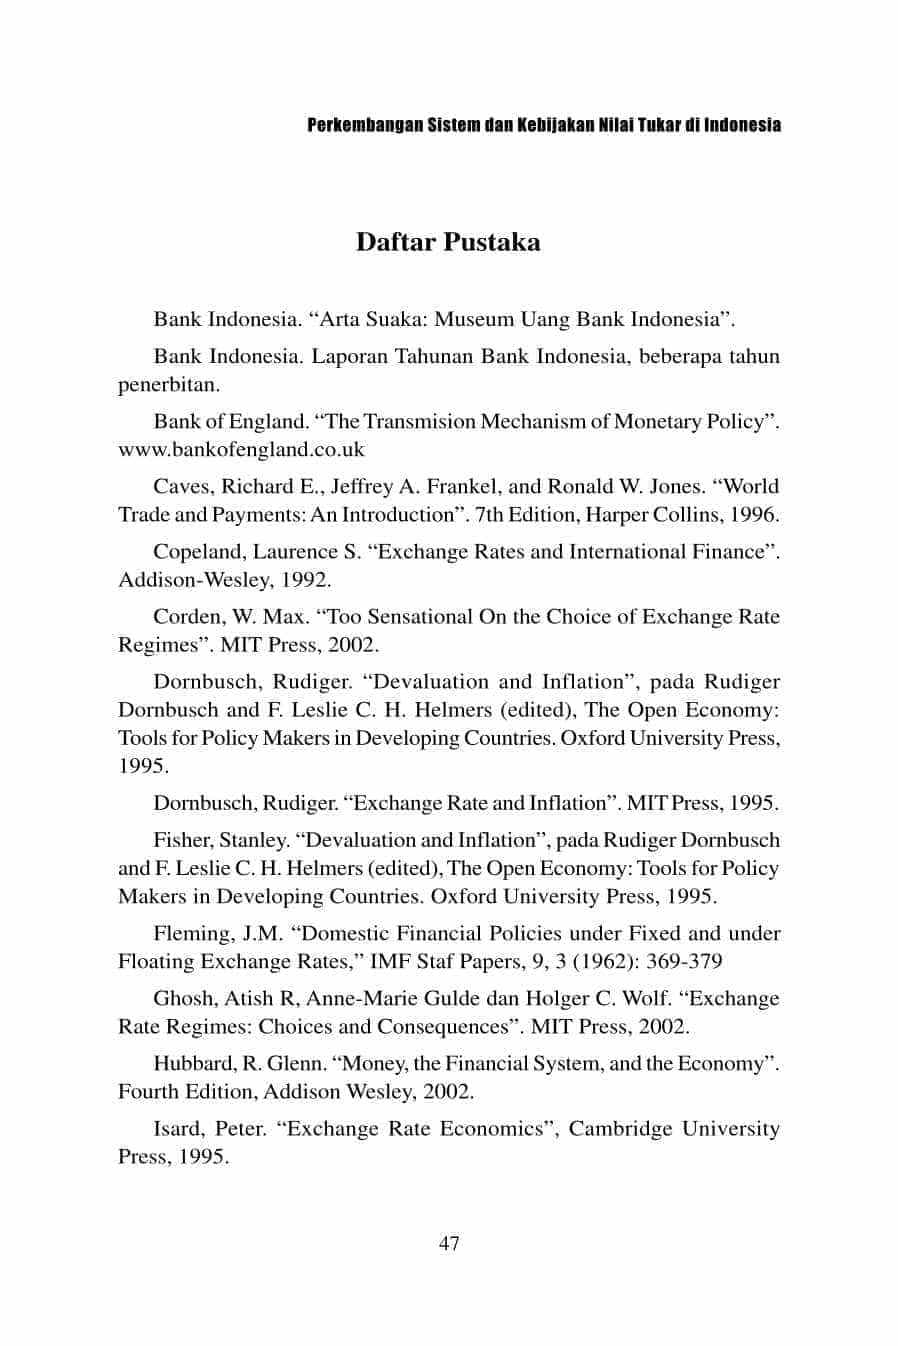 Perkembangan Sistem dan Kebijakan Nilai Tukar di Indonesia
Daftar Pustaka
Bank Indonesia. “Arta Suaka: Museum Uang Bank Indonesia”.
Bank Indonesia. Laporan Tahunan Bank Indonesia, beberapa tahun
penerbitan.
Bank of England. “The Transmision Mechanism of Monetary Policy”.
www.bankofengland.co.uk
Caves, Richard E., Jeffrey A. Frankel, and Ronald W. Jones. “World
Trade and Payments: An Introduction”. 7th Edition, Harper Collins, 1996.
Copeland, Laurence S. “Exchange Rates and International Finance”.
Addison-Wesley, 1992.
Corden, W. Max. “Too Sensational On the Choice of Exchange Rate
Regimes”. MIT Press, 2002.
Dornbusch, Rudiger. “Devaluation and Inflation”, pada Rudiger
Dornbusch and F. Leslie C. H. Helmers (edited), The Open Economy:
Tools for Policy Makers in Developing Countries. Oxford University Press,
1995.
Dornbusch, Rudiger. “Exchange Rate and Inflation”. MIT Press, 1995.
Fisher, Stanley. “Devaluation and Inflation”, pada Rudiger Dornbusch
and F. Leslie C. H. Helmers (edited), The Open Economy: Tools for Policy
Makers in Developing Countries. Oxford University Press, 1995.
Fleming, J.M. “Domestic Financial Policies under Fixed and under
Floating Exchange Rates,” IMF Staf Papers, 9, 3 (1962): 369-379
Ghosh, Atish R, Anne-Marie Gulde dan Holger C. Wolf. “Exchange
Rate Regimes: Choices and Consequences”. MIT Press, 2002.
Hubbard, R. Glenn. “Money, the Financial System, and the Economy”.
Fourth Edition, Addison Wesley, 2002.
Isard, Peter. “Exchange Rate Economics”, Cambridge University
Press, 1995.
47